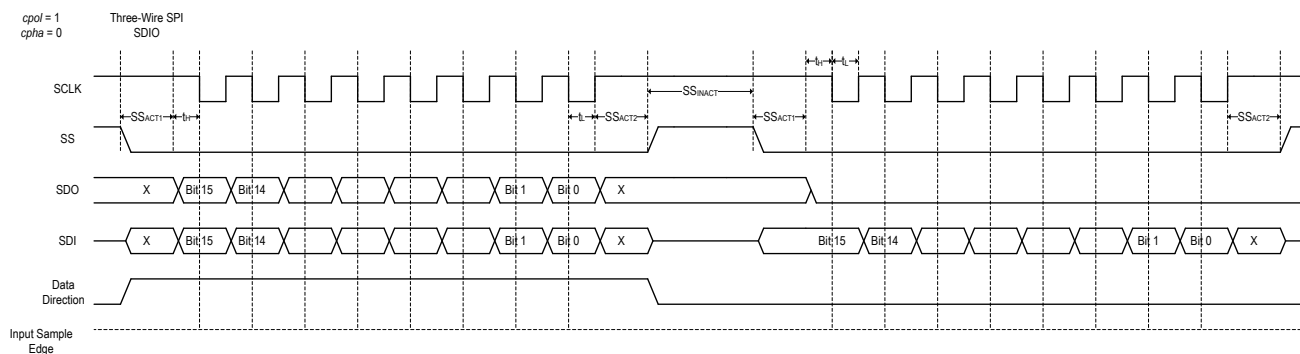 cpol = 1 Three-Wire SPI
cpha = 0 SDIO
tH tL
SCLK
SSINACT
SSACT1 tH tL SSACT2 SSACT1 SSACT2
SS
SDO X Bit 15 Bit 14 Bit 1 Bit 0 X
SDI X Bit 15 Bit 14 Bit 1 Bit 0 X Bit 15 Bit 14 Bit 1 Bit 0 X
Data
Direction
Input Sample
Edge